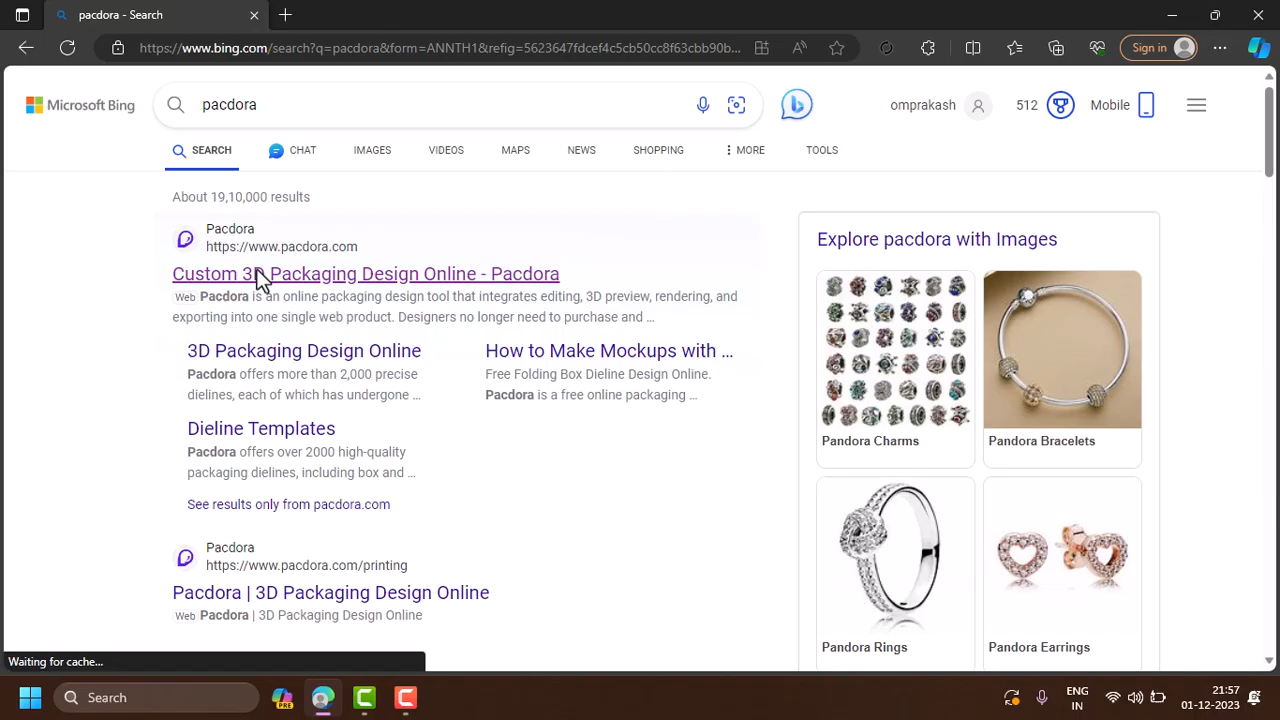 pacdora - Search
https://www.bing.com/search?q=pacdora&form=ANNTH1&refig=5623647fdcef4c5cb50cc8f63cbb90b...
Sign in
Microsoft Bing
pacdora
omprakash
512
Mobile
SEARCH
CHAT
IMAGES
VIDEOS
MAPS
NEWS
SHOPPING
MORE
TOOLS
About 19,10,000 results
Pacdora
https://www.pacdora.com
Custom 3D Packaging Design Online - Pacdora
Web Pacdora is an online packaging design tool that integrates editing, 3D preview, rendering, and
exporting into one single web product. Designers no longer need to purchase and ...
3D Packaging Design Online
Pacdora offers more than 2,000 precise
dielines, each of which has undergone ...
How to Make Mockups with ...
Free Folding Box Dieline Design Online.
Pacdora is a free online packaging ...
Dieline Templates
Pacdora offers over 2000 high-quality
packaging dielines, including box and ...
See results only from pacdora.com
Pacdora
https://www.pacdora.com/printing
Pacdora | 3D Packaging Design Online
Web Pacdora | 3D Packaging Design Online
Explore pacdora with Images
Pandora Charms
Pandora Bracelets
Pandora Rings
Pandora Earrings
Waiting for cache...
Search
PRE
ENG
IN
21:57
01-12-2023